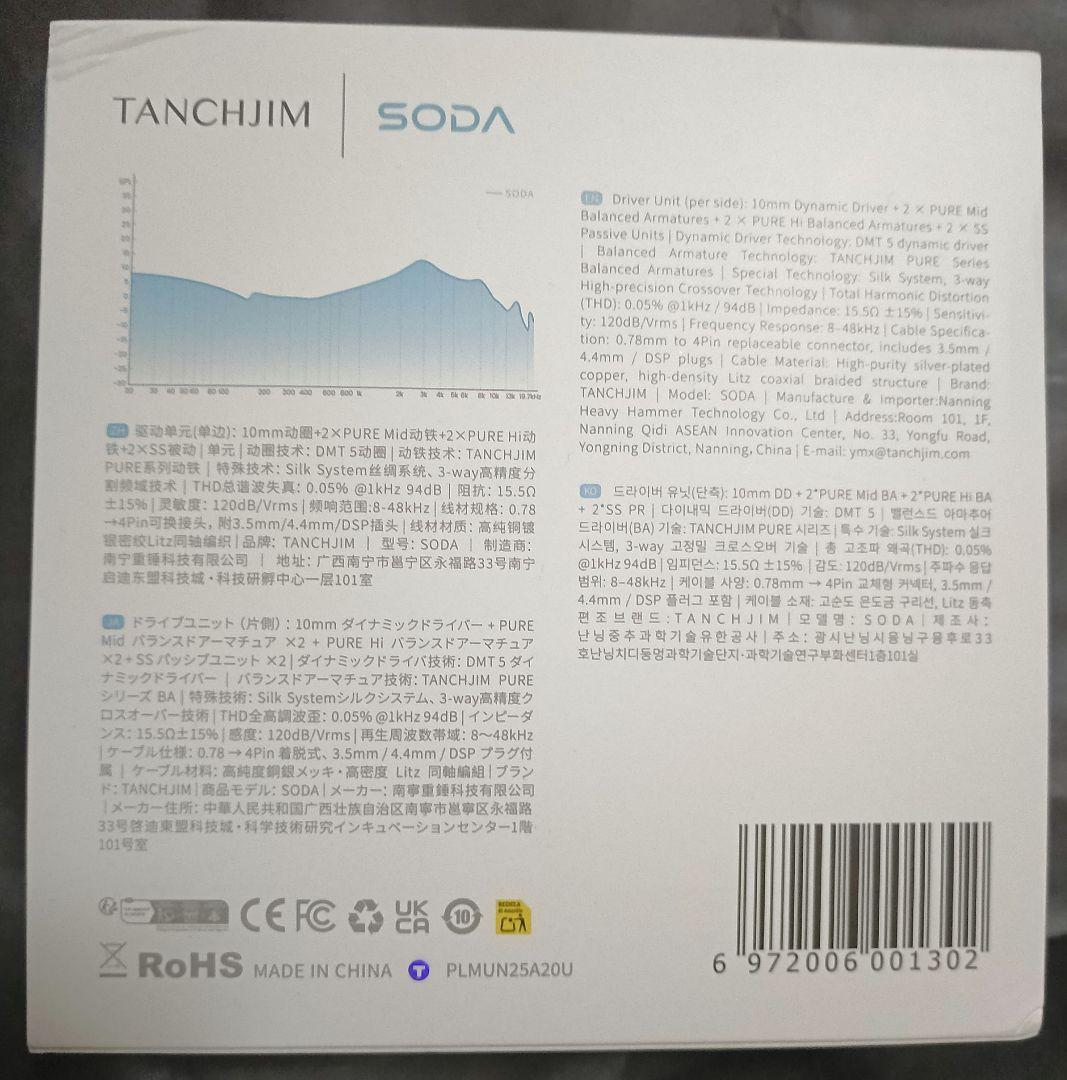 TANCHJIM
SODA
SODA
ZH 驱动单元(单边)：10mm动圈+2×PURE Mid动铁+2×PURE Hi动
铁+2×SS被动 | 单元 | 动圈技术：DMT 5动圈 | 动铁技术：TANCHJIM
PURE系列动铁 | 特殊技术：Silk System丝绸系统、3-way高精度分
割频域技术 | THD总谐波失真：0.05% @1kHz 94dB | 阻抗：15.5Ω
±15% | 灵敏度：120dB/Vrms | 频响范围:8-48kHz | 线材规格：0.78
→4Pin可换接头，附3.5mm/4.4mm/DSP插头 | 线材材质：高纯铜镀
银密绞Litz同轴编织 | 品牌：TANCHJIM | 型号：SODA | 制造商：
南宁重锤科技有限公司 | 地址：广西南宁市邕宁区永福路33号南宁
启迪东盟科技城・科技研孵中心一层101室
JA ドライブユニット（片側）：10mm ダイナミックドライバー + PURE
Mid バランスドアーマチュア ×2 + PURE Hi バランスドアーマチュア
×2 + SS パッシブユニット ×2 | ダイナミックドライバ技術：DMT 5 ダイ
ナミックドライバー | バランスドアーマチュア技術：TANCHJIM PURE
シリーズ BA | 特殊技術：Silk Systemシルクシステム、3-way高精度ク
ロスオーバー技術 | THD全高調波歪：0.05% @1kHz 94dB | インピーダ
ンス：15.5Ω±15% | 感度：120dB/Vrms | 再生周波数帯域：8～48kHz
| ケーブル仕様：0.78 → 4Pin 着脱式、3.5mm / 4.4mm / DSP プラグ付
属 | ケーブル材料：高純度銅銀メッキ・高密度 Litz 同軸編組 | ブラン
ド：TANCHJIM | 商品モデル：SODA | メーカー：南寧重錘科技有限公司
| メーカー住所：中華人民共和国广西壮族自治区南寧市邕寧区永福路
33号啓迪東盟科技城・科学技術研究インキュベーションセンター1階
101号室
EN Driver Unit (per side): 10mm Dynamic Driver + 2 × PURE Mid
Balanced Armatures + 2 × PURE Hi Balanced Armatures + 2 × SS
Passive Units | Dynamic Driver Technology: DMT 5 dynamic driver
| Balanced Armature Technology: TANCHJIM PURE Series
Balanced Armatures | Special Technology: Silk System, 3-way
High-precision Crossover Technology | Total Harmonic Distortion
(THD): 0.05% @1kHz / 94dB | Impedance: 15.5Ω ±15% | Sensitivi-
ty: 120dB/Vrms | Frequency Response: 8–48kHz | Cable Specifica-
tion: 0.78mm to 4Pin replaceable connector, includes 3.5mm /
4.4mm / DSP plugs | Cable Material: High-purity silver-plated
copper, high-density Litz coaxial braided structure | Brand:
TANCHJIM | Model: SODA | Manufacture & Importer:Nanning
Heavy Hammer Technology Co., Ltd | Address:Room 101, 1F,
Nanning Qidi ASEAN Innovation Center, No. 33, Yongfu Road,
Yongning District, Nanning, China | E-mail: ymx@tanchjim.com
KO 드라이버 유닛(단측): 10mm DD + 2*PURE Mid BA + 2*PURE Hi BA
+ 2*SS PR | 다이내믹 드라이버(DD) 기술: DMT 5 | 밸런스드 아마추어
드라이버(BA) 기술: TANCHJIM PURE 시리즈 | 특수 기술: Silk System 실크
시스템, 3-way 고정밀 크로스오버 기술 | 총 고조파 왜곡(THD): 0.05%
@1kHz 94dB | 임피던스: 15.5Ω ±15% | 감도: 120dB/Vrms | 주파수 응답
범위: 8–48kHz | 케이블 사양: 0.78mm → 4Pin 교체형 커넥터, 3.5mm /
4.4mm / DSP 플러그 포함 | 케이블 소재: 고순도 은도금 구리선, Litz 동축
편조 브랜드: TANCHJIM | 모델명: SODA | 제조사:
난닝중추과학기술유한공사 | 주소: 광시난닝시융닝구융후로33
호난닝치디둥멍과학기술단지·과학기술연구부화센터1층101실
CE FC UK CA 10
RoHS MADE IN CHINA T PLMUN25A20U
6 972006 001302